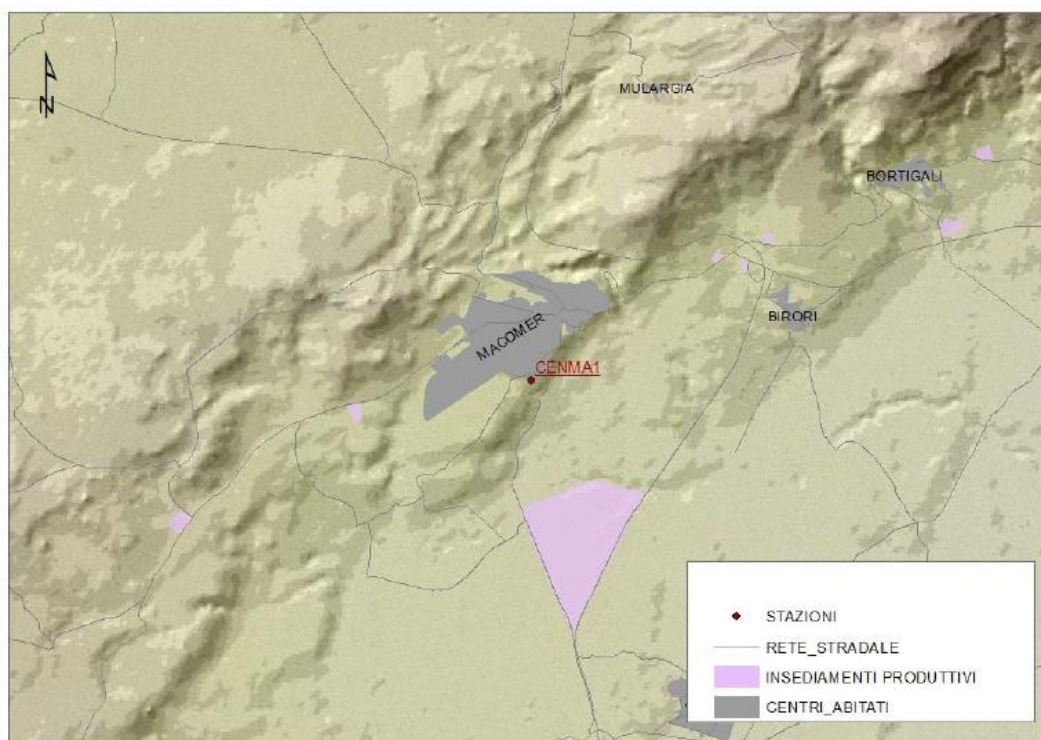 N
MULARGIA
BORTIGALI
BIRORI
MACOMER
CENMA1
STAZIONI
RETE_STRADALE
INSEDIAMENTI PRODUTTIVI
CENTRI_ABITATI